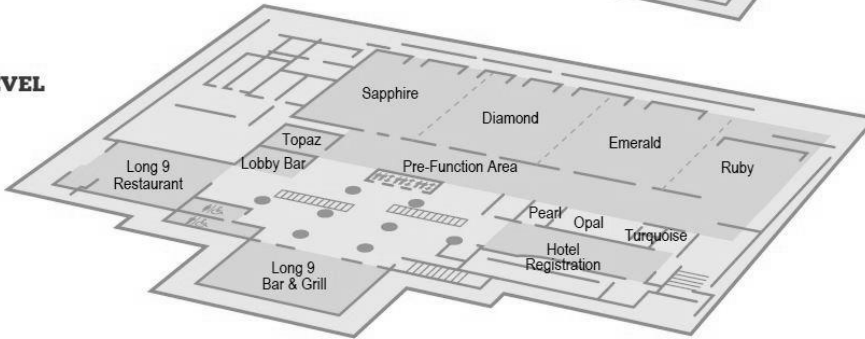 EVEL
Sapphire
Diamond
Emerald
Ruby
Topaz
Lobby Bar
Pre-Function Area
Long 9
Restaurant
Pearl
Opal
Turquoise
Hotel
Registration
Long 9
Bar & Grill